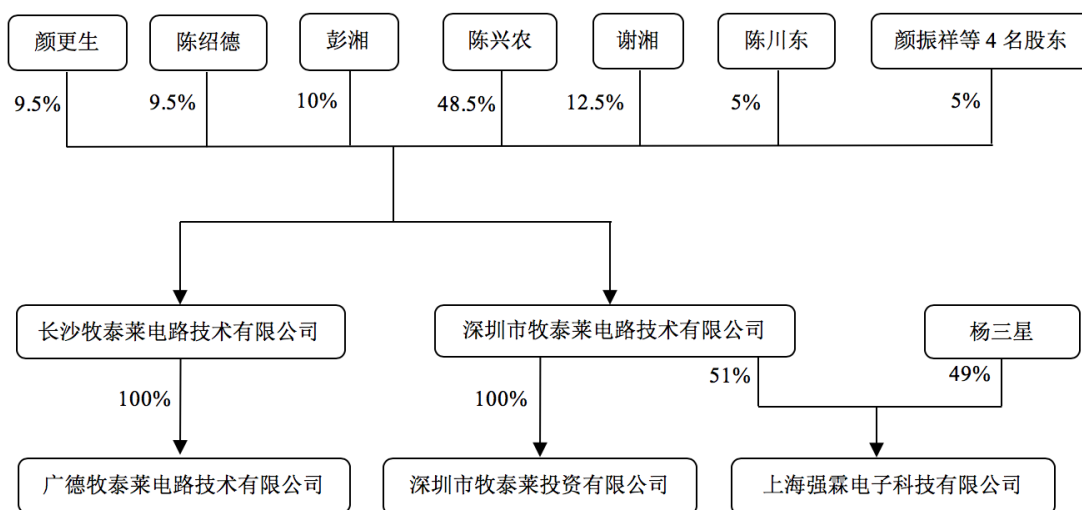 颜更生
陈绍德
彭湘
陈兴农
谢湘
陈川东
颜振祥等 4 名股东
9.5%
9.5%
10%
48.5%
12.5%
5%
5%
长沙牧泰莱电路技术有限公司
深圳市牧泰莱电路技术有限公司
杨三星
100%
100%
51%
49%
广德牧泰莱电路技术有限公司
深圳市牧泰莱投资有限公司
上海强霖电子科技有限公司